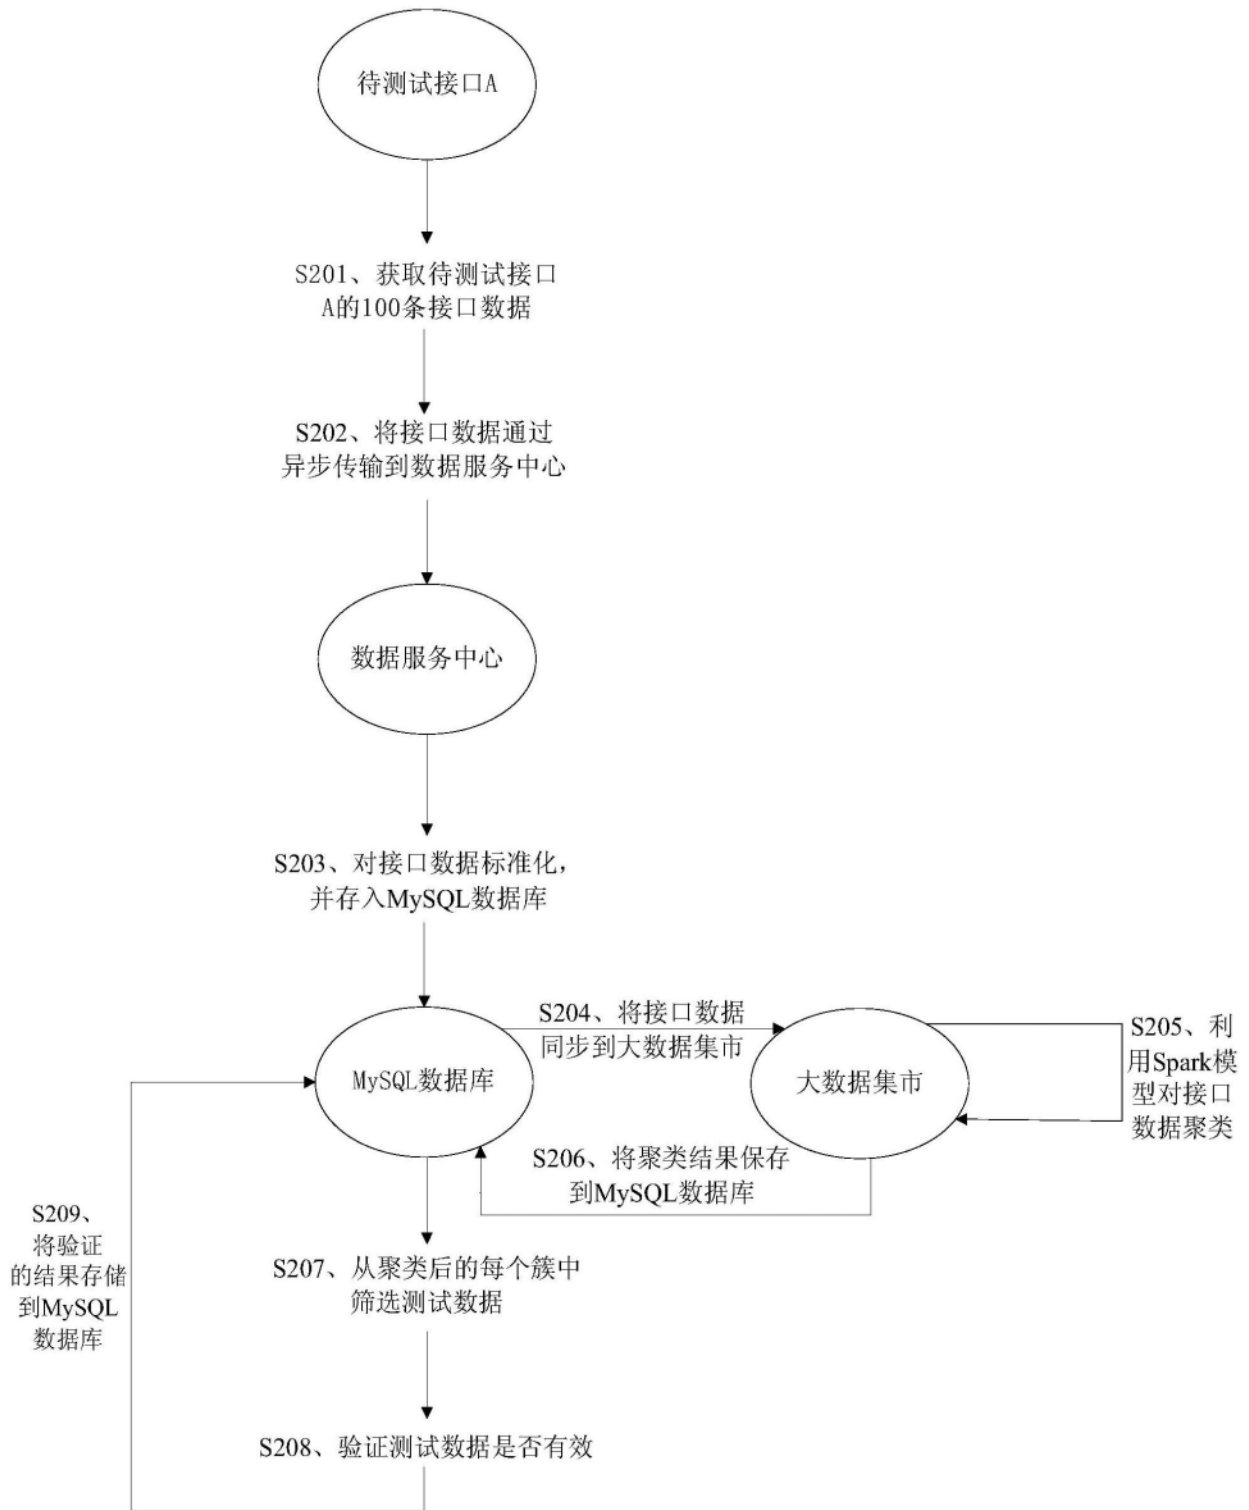 待测试接口A
S201、获取待测试接口
A的100条接口数据
S202、将接口数据通过
异步传输到数据服务中心
数据服务中心
S203、对接口数据标准化，
并存入MySQL数据库
S204、将接口数据
同步到大数据集市
MySQL数据库
大数据集市
S205、利
用Spark模
型对接口
数据聚类
S206、将聚类结果保存
到MySQL数据库
S207、从聚类后的每个簇中
筛选测试数据
S208、验证测试数据是否有效
S209、
将验证
的结果存储
到MySQL
数据库